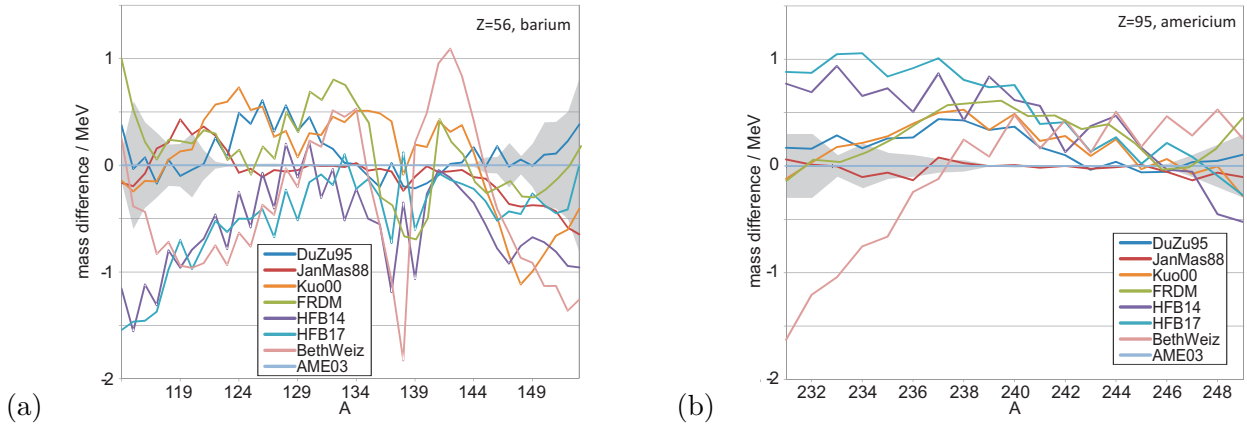 (a)
mass difference / MeV
Z=56, barium
1
0
-1
-2
DuZu95
JanMas88
Kuo00
FRDM
HFB14
HFB17
BethWeiz
AME03
119 124 129 134 139 144 149
A
(b)
mass difference / MeV
Z=95, americium
1
0
-1
-2
DuZu95
JanMas88
Kuo00
FRDM
HFB14
HFB17
BethWeiz
AME03
232 234 236 238 240 242 244 246 248
A